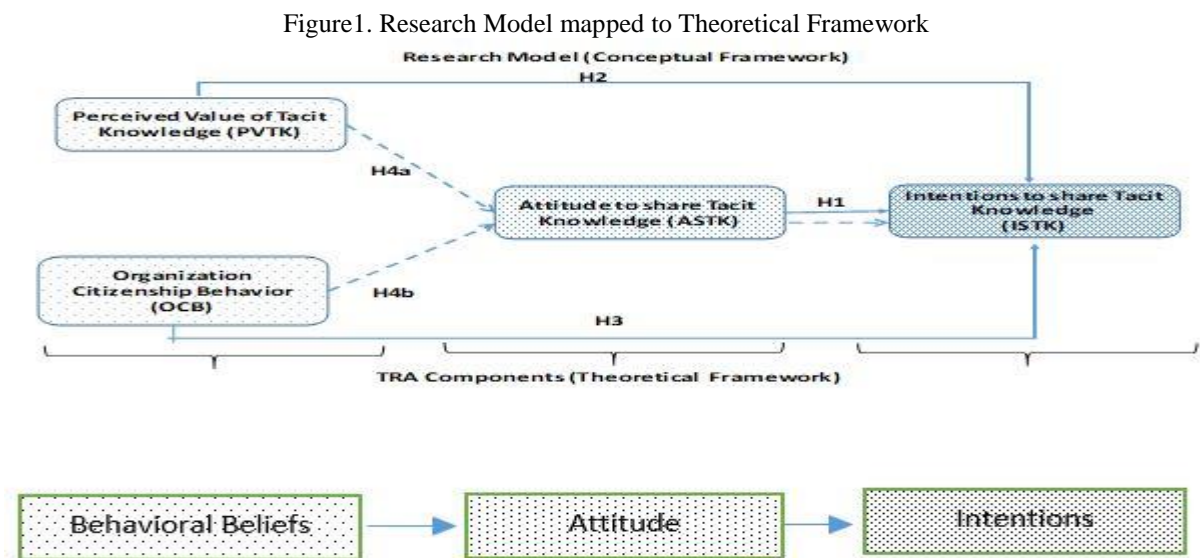 Figure1. Research Model mapped to Theoretical Framework
Research Model (Conceptual Framework)
H2
Perceived Value of Tacit
Knowledge (PVTK)
H4a
Attitude to share Tacit
Knowledge (ASTK)
H1
Intentions to share Tacit
Knowledge
(ISTK)
Organization
Citizenship Behavior
(OCB)
H4b
H3
TRA Components (Theoretical Framework)
Behavioral Beliefs
Attitude
Intentions